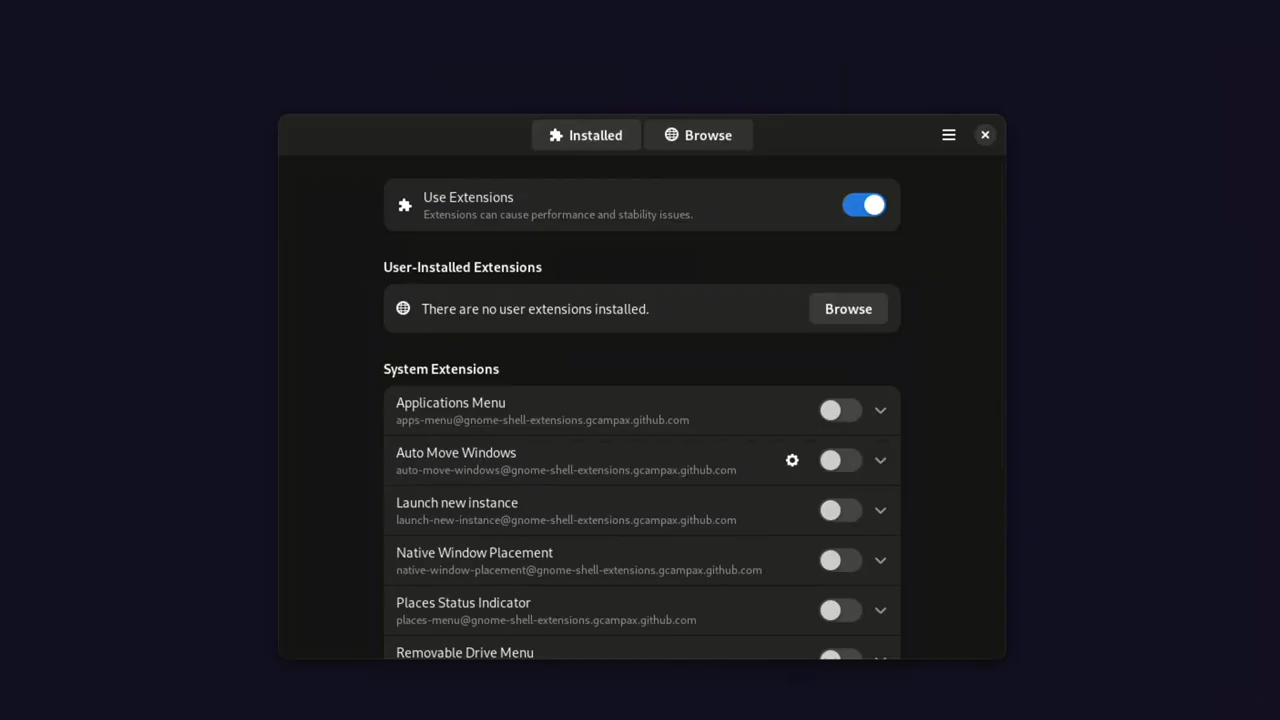 Installed
Browse
Use Extensions
Extensions can cause performance and stability issues.
User-Installed Extensions
There are no user extensions installed.
Browse
System Extensions
Applications Menu
apps-menu@gnome-shell-extensions.gcampax.github.com
Auto Move Windows
auto-move-windows@gnome-shell-extensions.gcampax.github.com
Launch new instance
launch-new-instance@gnome-shell-extensions.gcampax.github.com
Native Window Placement
native-window-placement@gnome-shell-extensions.gcampax.github.com
Places Status Indicator
places-menu@gnome-shell-extensions.gcampax.github.com
Removable Drive Menu